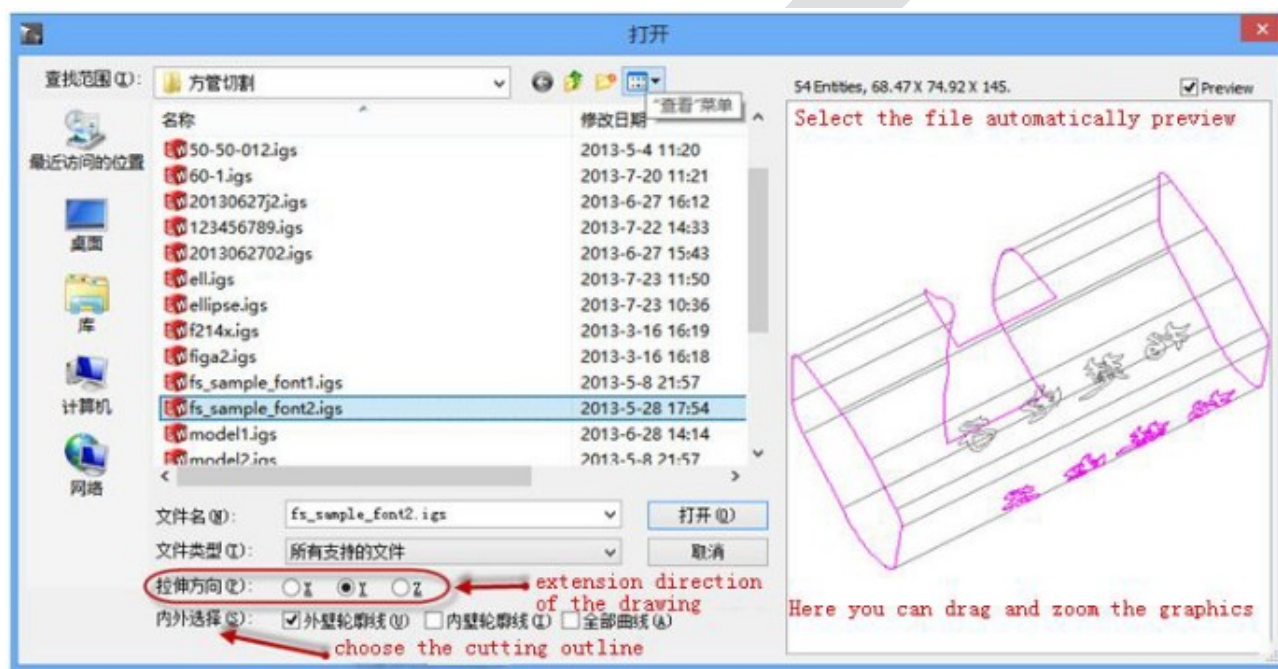 打开
查找范围(I):
方管切割
"查看"菜单
54 Entities, 68.47 X 74.92 X 145.
Preview
名称
修改日期
Select the file automatically preview
最近访问的位置
桌面
库
计算机
网络
50-50-012.igs 2013-5-4 11:20
60-1.igs 2013-7-20 11:21
20130627j2.igs 2013-6-27 16:12
123456789.igs 2013-7-22 14:33
2013062702.igs 2013-6-27 15:43
ell.igs 2013-7-23 11:50
ellipse.igs 2013-7-23 10:36
f214x.igs 2013-3-16 16:19
figa2.igs 2013-3-16 16:18
fs_sample_font1.igs 2013-5-8 21:57
fs_sample_font2.igs 2013-5-28 17:54
model1.igs 2013-6-28 14:14
model2.igs 2013-5-8 21:57
文件名(N): fs_sample_font2.igs 打开(O)
文件类型(T): 所有支持的文件 取消
拉伸方向(P): X Y Z
extension direction
of the drawing
内外选择(S): 外壁轮廓线(U) 内壁轮廓线(I) 全部曲线(A)
choose the cutting outline
Here you can drag and zoom the graphics